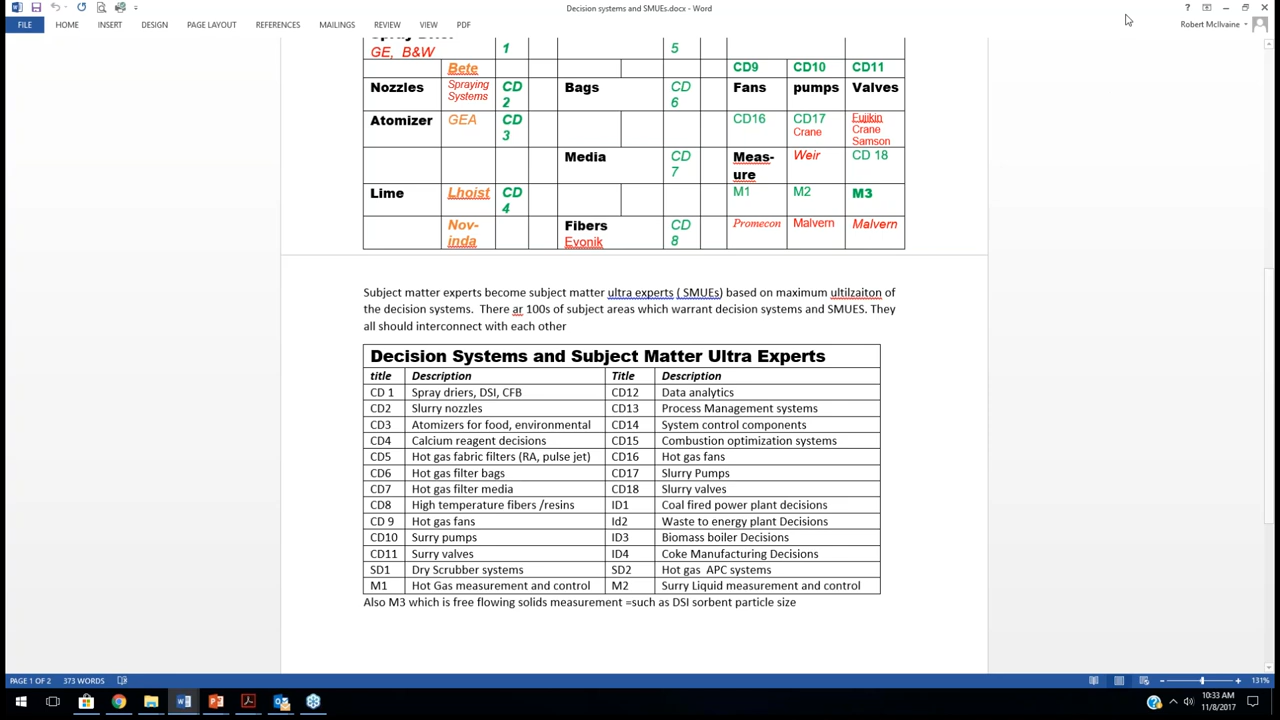 Decision systems and SMUEs.docx - Word
FILE HOME INSERT DESIGN PAGE LAYOUT REFERENCES MAILINGS REVIEW VIEW PDF
Robert McIlvaine
GE, B&W 1 5
Bete CD9 CD10 CD11
Nozzles Spraying Systems CD 2 Bags CD 6 Fans pumps Valves
Atomizer GEA CD 3 CD16 CD17 Crane Fujikin Crane Samson
Media CD 7 Meas-ure Weir CD 18
Lime Lhoist CD 4 M1 M2 M3
Nov-inda Fibers Evonik CD 8 Promecon Malvern Malvern
Subject matter experts become subject matter ultra experts ( SMUEs) based on maximum ultilzaiton of
the decision systems. There ar 100s of subject areas which warrant decision systems and SMUES. They
all should interconnect with each other
Decision Systems and Subject Matter Ultra Experts
title Description Title Description
CD 1 Spray driers, DSI, CFB CD12 Data analytics
CD2 Slurry nozzles CD13 Process Management systems
CD3 Atomizers for food, environmental CD14 System control components
CD4 Calcium reagent decisions CD15 Combustion optimization systems
CD5 Hot gas fabric filters (RA, pulse jet) CD16 Hot gas fans
CD6 Hot gas filter bags CD17 Slurry Pumps
CD7 Hot gas filter media CD18 Slurry valves
CD8 High temperature fibers /resins ID1 Coal fired power plant decisions
CD 9 Hot gas fans Id2 Waste to energy plant Decisions
CD10 Surry pumps ID3 Biomass boiler Decisions
CD11 Surry valves ID4 Coke Manufacturing Decisions
SD1 Dry Scrubber systems SD2 Hot gas APC systems
M1 Hot Gas measurement and control M2 Surry Liquid measurement and control
Also M3 which is free flowing solids measurement =such as DSI sorbent particle size
PAGE 1 OF 2 373 WORDS 131%
10:33 AM
11/8/2017